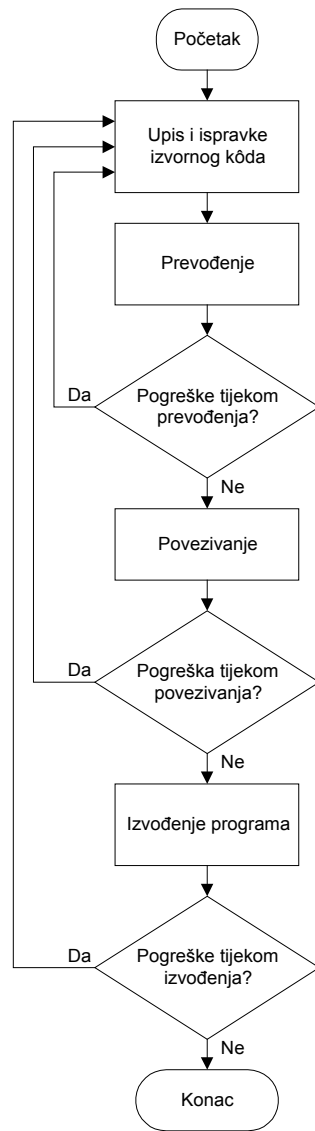 Početak
Upis i ispravke
izvornog kôda
Prevođenje
Pogreške tijekom
prevođenja?
Da
Ne
Povezivanje
Pogreška tijekom
povezivanja?
Da
Ne
Izvođenje programa
Pogreške tijekom
izvođenja?
Da
Ne
Konac